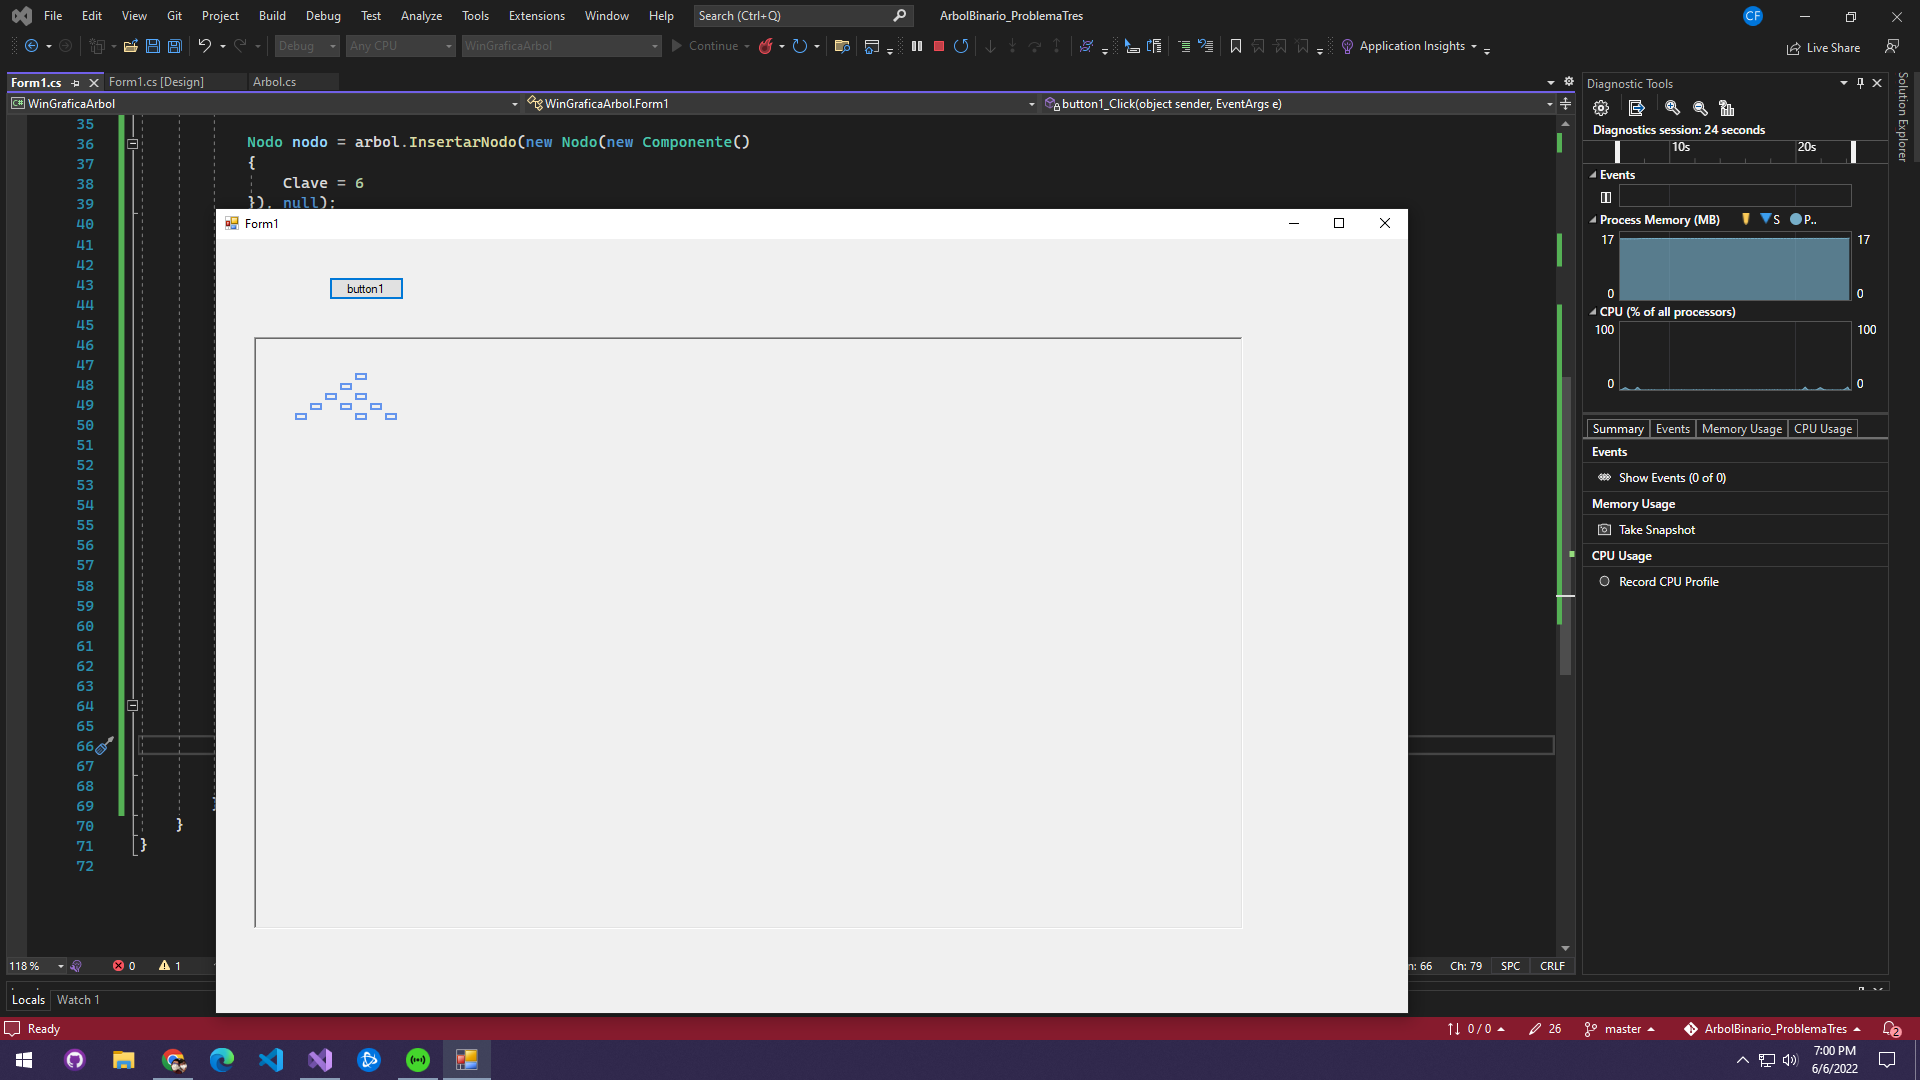 File Edit View Git Project Build Debug Test Analyze Tools Extensions Window Help Search (Ctrl+Q) ArbolBinario_ProblemaTres CF
Debug Any CPU WinGraficaArbol Continue Application Insights Live Share
Form1.cs Form1.cs [Design] Arbol.cs
WinGraficaArbol WinGraficaArbol.Form1 button1_Click(object sender, EventArgs e)
35
36 Nodo nodo = arbol.InsertarNodo(new Nodo(new Componente()
37 {
38 Clave = 6
39 }), null);
40
41
42
43
44
45
46
47
48
49
50
51
52
53
54
55
56
57
58
59
60
61
62
63
64
65
66
67
68
69 }
70 }
71 }
72
Form1
button1
118 % 0 1 Ch: 79 SPC CRLF
Locals Watch 1
Diagnostic Tools
Diagnostics session: 24 seconds
10s 20s
Events
Process Memory (MB) S P..
17 17
0 0
CPU (% of all processors)
100 100
0 0
Summary Events Memory Usage CPU Usage
Events
Show Events (0 of 0)
Memory Usage
Take Snapshot
CPU Usage
Record CPU Profile
Solution Explorer
Ready 0 / 0 26 master ArbolBinario_ProblemaTres 2
7:00 PM
6/6/2022